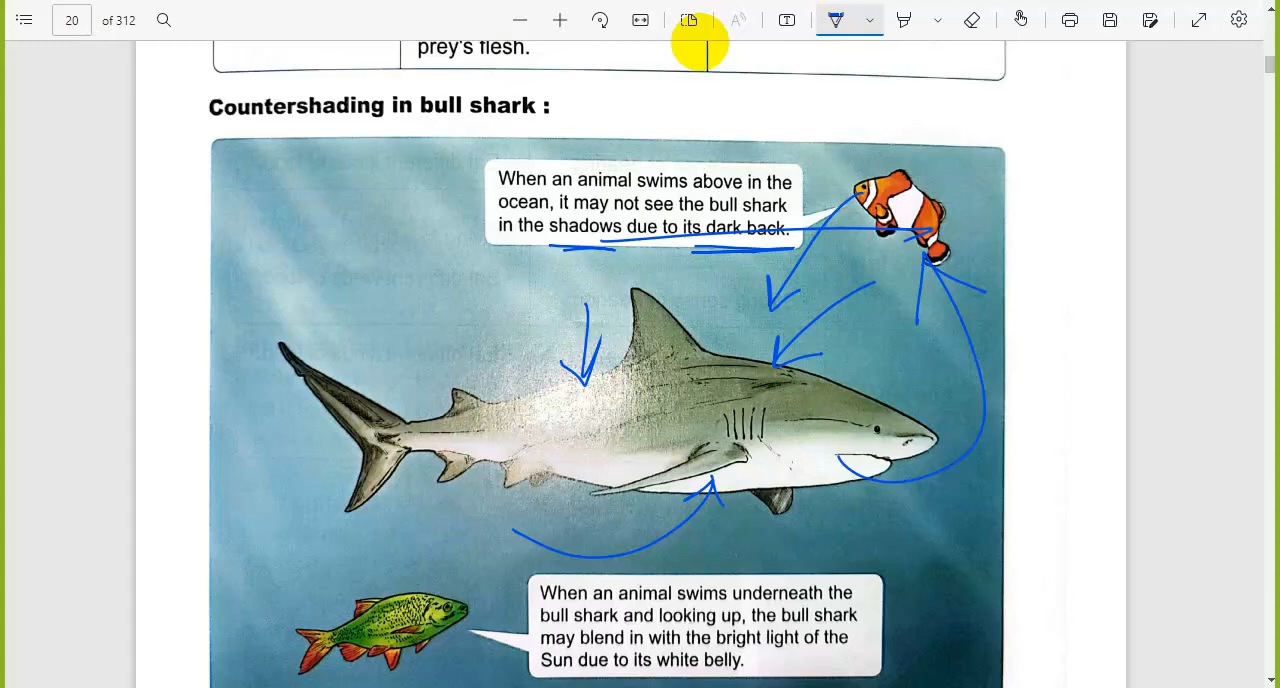 20 of 312
prey's flesh.
Countershading in bull shark :
When an animal swims above in the
ocean, it may not see the bull shark
in the shadows due to its dark back.
When an animal swims underneath the
bull shark and looking up, the bull shark
may blend in with the bright light of the
Sun due to its white belly.